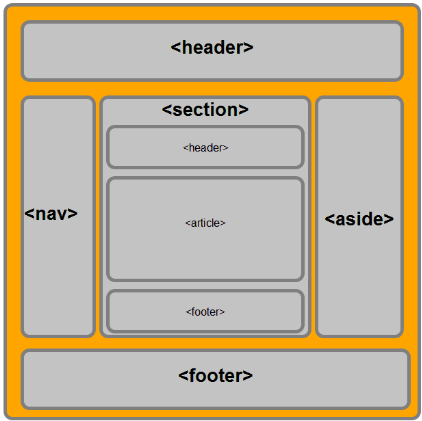 <header>
<section>
<header>
<nav>
<article>
<aside>
<footer>
<footer>